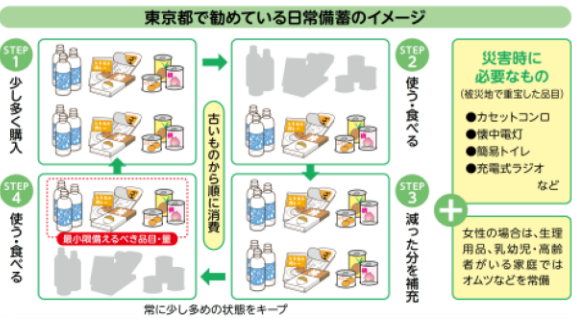 東京都で勧めている日常備蓄のイメージ
STEP
1
少し多く購入
STEP
2
使う・食べる
古いものから順に消費
STEP
3
減った分を補充
STEP
4
使う・食べる
最小限備えるべき品目・量
常に少し多めの状態をキープ
災害時に
必要なもの
(被災地で重宝した品目)
●カセットコンロ
●懐中電灯
●簡易トイレ
●充電式ラジオ
など
+
女性の場合は、生理
用品、乳幼児・高齢
者がいる家庭では
オムツなどを常備